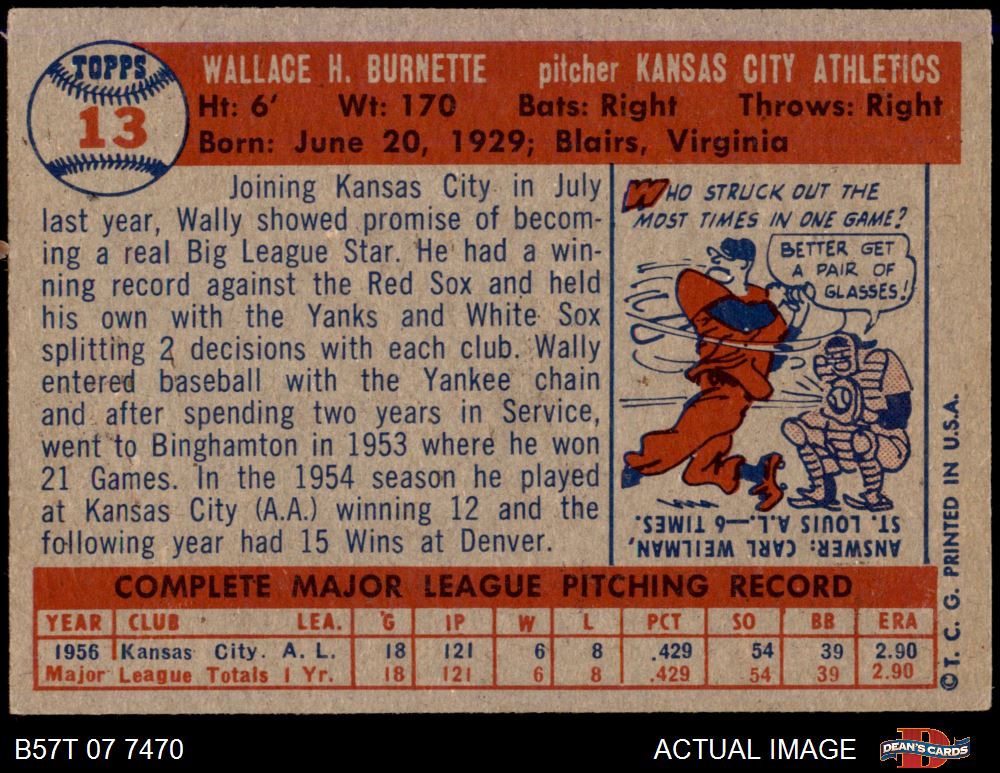 TOPPS
13
WALLACE H. BURNETTE pitcher KANSAS CITY ATHLETICS
Ht: 6' Wt: 170 Bats: Right Throws: Right
Born: June 20, 1929; Blairs, Virginia
Joining Kansas City in July
last year, Wally showed promise of becom-
ing a real Big League Star. He had a win-
ning record against the Red Sox and held
his own with the Yanks and White Sox
splitting 2 decisions with each club. Wally
entered baseball with the Yankee chain
and after spending two years in Service,
went to Binghamton in 1953 where he won
21 Games. In the 1954 season he played
at Kansas City (A.A.) winning 12 and the
following year had 15 Wins at Denver.
WHO STRUCK OUT THE
MOST TIMES IN ONE GAME?
BETTER GET
A PAIR OF
GLASSES!
ANSWER: CARL WEILMAN,
ST. LOUIS A.L.—6 TIMES.
COMPLETE MAJOR LEAGUE PITCHING RECORD
YEAR CLUB LEA. G IP W L PCT SO BB ERA
1956 Kansas City. A. L. 18 121 6 8 .429 54 39 2.90
Major League Totals 1 Yr. 18 121 6 8 .429 54 39 2.90
©T. C. G. PRINTED IN U.S.A.
B57T 07 7470 ACTUAL IMAGE DEAN'S CARDS